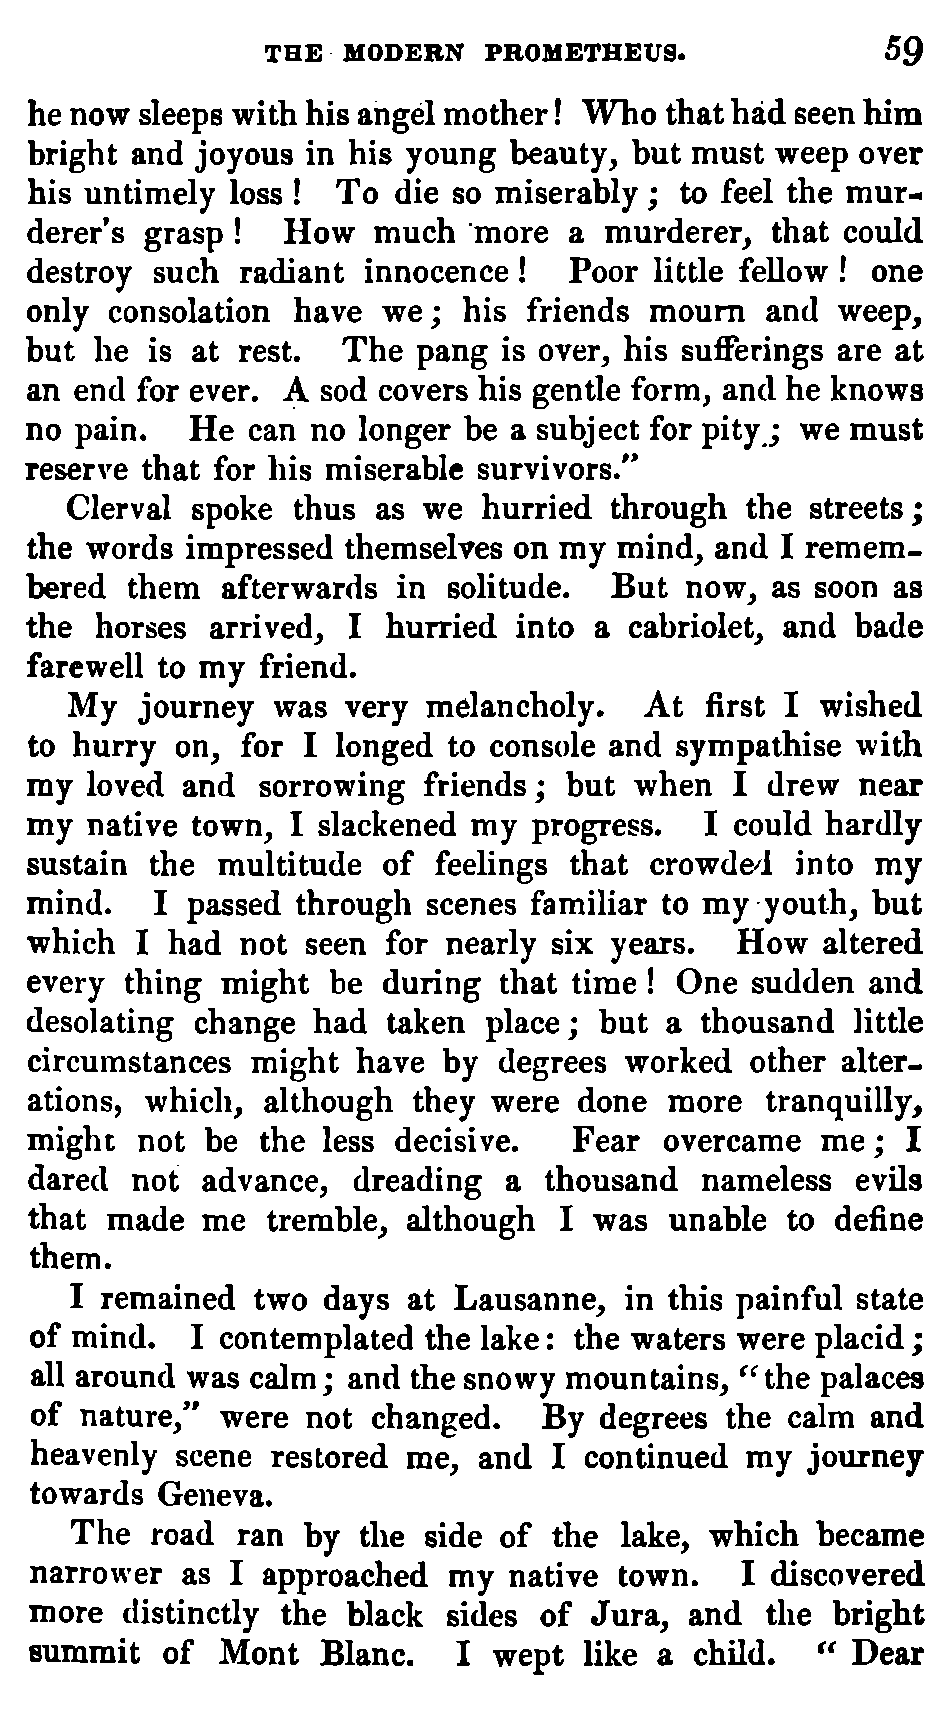 THE MODERN PROMETHEUS. 59
he now sleeps with his angel mother! Who that had seen him
bright and joyous in his young beauty, but must weep over
his untimely loss! To die so miserably; to feel the mur-
derer's grasp! How much more a murderer, that could
destroy such radiant innocence! Poor little fellow! one
only consolation have we; his friends mourn and weep,
but he is at rest. The pang is over, his sufferings are at
an end for ever. A sod covers his gentle form, and he knows
no pain. He can no longer be a subject for pity; we must
reserve that for his miserable survivors."
Clerval spoke thus as we hurried through the streets;
the words impressed themselves on my mind, and I remem-
bered them afterwards in solitude. But now, as soon as
the horses arrived, I hurried into a cabriolet, and bade
farewell to my friend.
My journey was very melancholy. At first I wished
to hurry on, for I longed to console and sympathise with
my loved and sorrowing friends; but when I drew near
my native town, I slackened my progress. I could hardly
sustain the multitude of feelings that crowded into my
mind. I passed through scenes familiar to my youth, but
which I had not seen for nearly six years. How altered
every thing might be during that time! One sudden and
desolating change had taken place; but a thousand little
circumstances might have by degrees worked other alter-
ations, which, although they were done more tranquilly,
might not be the less decisive. Fear overcame me; I
dared not advance, dreading a thousand nameless evils
that made me tremble, although I was unable to define
them.
I remained two days at Lausanne, in this painful state
of mind. I contemplated the lake: the waters were placid;
all around was calm; and the snowy mountains, "the palaces
of nature," were not changed. By degrees the calm and
heavenly scene restored me, and I continued my journey
towards Geneva.
The road ran by the side of the lake, which became
narrower as I approached my native town. I discovered
more distinctly the black sides of Jura, and the bright
summit of Mont Blanc. I wept like a child. "Dear